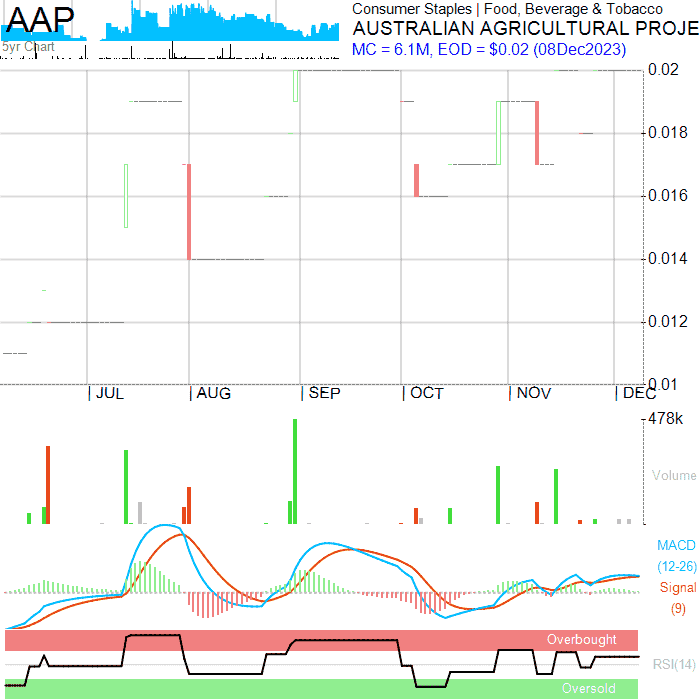 AAP
5yr Chart
Consumer Staples | Food, Beverage & Tobacco
AUSTRALIAN AGRICULTURAL PROJE
MC = 6.1M, EOD = $0.02 (08Dec2023)
0.02
0.018
0.016
0.014
0.012
0.01
JUL
AUG
SEP
OCT
NOV
DEC
478k
Volume
MACD
(12-26)
Signal
(9)
Overbought
RSI(14)
Oversold